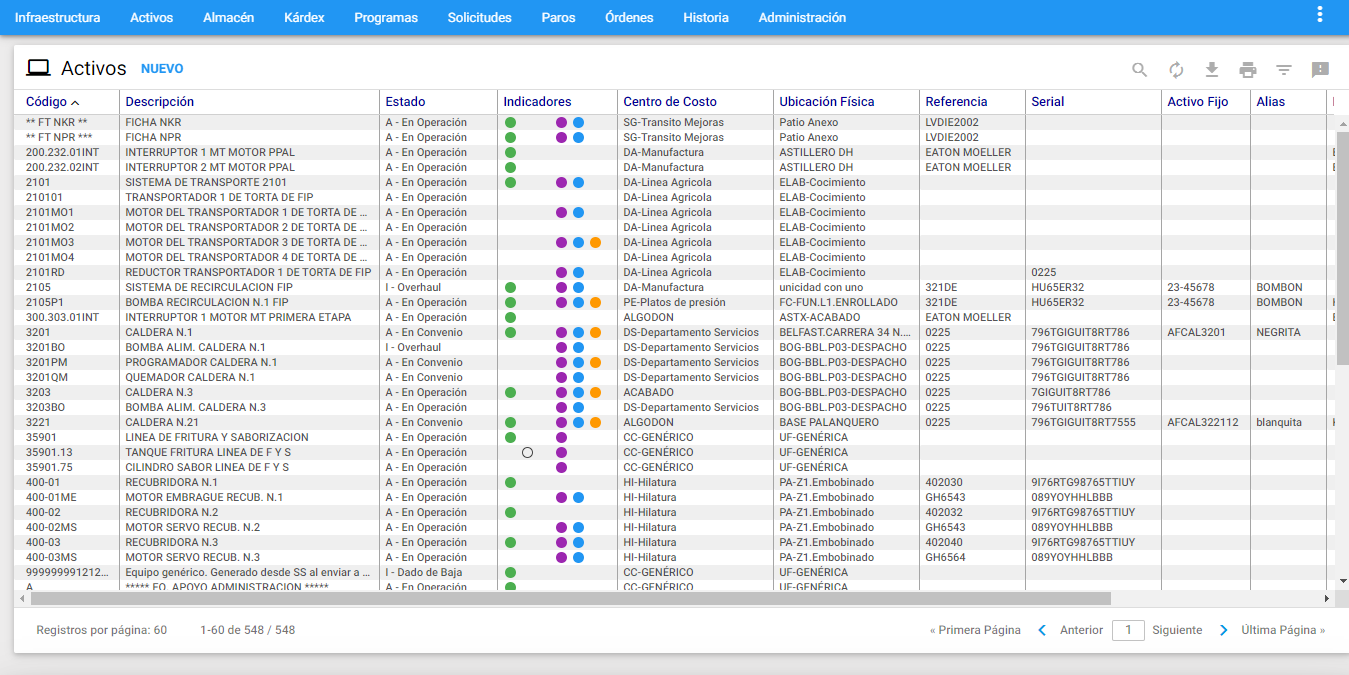 Infraestructura Activos Almacén Kárdex Programas Solicitudes Paros Órdenes Historia Administración
Activos NUEVO
Código Descripción Estado Indicadores Centro de Costo Ubicación Física Referencia Serial Activo Fijo Alias
** FT NKR ** FICHA NKR A - En Operación SG-Transito Mejoras Patio Anexo LVDIE2002
** FT NPR *** FICHA NPR A - En Operación SG-Transito Mejoras Patio Anexo LVDIE2002
200.232.01INT INTERRUPTOR 1 MT MOTOR PPAL A - En Operación DA-Manufactura ASTILLERO DH EATON MOELLER
200.232.02INT INTERRUPTOR 2 MT MOTOR PPAL A - En Operación DA-Manufactura ASTILLERO DH EATON MOELLER
2101 SISTEMA DE TRANSPORTE 2101 A - En Operación DA-Linea Agricola ELAB-Cocimiento
210101 TRANSPORTADOR 1 DE TORTA DE FIP A - En Operación DA-Linea Agricola ELAB-Cocimiento
2101MO1 MOTOR DEL TRANSPORTADOR 1 DE TORTA DE ... A - En Operación DA-Linea Agricola ELAB-Cocimiento
2101MO2 MOTOR DEL TRANSPORTADOR 2 DE TORTA DE ... A - En Operación DA-Linea Agricola ELAB-Cocimiento
2101MO3 MOTOR DEL TRANSPORTADOR 3 DE TORTA DE ... A - En Operación DA-Linea Agricola ELAB-Cocimiento
2101MO4 MOTOR DEL TRANSPORTADOR 4 DE TORTA DE ... A - En Operación DA-Linea Agricola ELAB-Cocimiento
2101RD REDUCTOR TRANSPORTADOR 1 DE TORTA DE FIP A - En Operación DA-Linea Agricola ELAB-Cocimiento 0225
2105 SISTEMA DE RECIRCULACION FIP I - Overhaul DA-Manufactura unicidad con uno 321DE HU65ER32 23-45678 BOMBON
2105P1 BOMBA RECIRCULACION N.1 FIP A - En Operación PE-Platos de presión FC-FUN.L1.ENROLLADO 321DE HU65ER32 23-45678 BOMBON
300.303.01INT INTERRUPTOR 1 MOTOR MT PRIMERA ETAPA A - En Operación ALGODON ASTX-ACABADO EATON MOELLER
3201 CALDERA N.1 A - En Convenio DS-Departamento Servicios BELFAST.CARRERA 34 N.... 0225 796TGIGUIT8RT786 AFCAL3201 NEGRITA
3201BO BOMBA ALIM. CALDERA N.1 I - Overhaul DS-Departamento Servicios BOG-BBL.P03-DESPACHO 0225 796TGIGUIT8RT786
3201PM PROGRAMADOR CALDERA N.1 A - En Convenio DS-Departamento Servicios BOG-BBL.P03-DESPACHO 0225 796TGIGUIT8RT786
3201QM QUEMADOR CALDERA N.1 A - En Convenio DS-Departamento Servicios BOG-BBL.P03-DESPACHO 0225 796TGIGUIT8RT786
3203 CALDERA N.3 A - En Operación ACABADO BOG-BBL.P03-DESPACHO 0225 7GIGUIT8RT786
3203BO BOMBA ALIM. CALDERA N.3 A - En Operación DS-Departamento Servicios BOG-BBL.P03-DESPACHO 0225 796TUIT8RT786
3221 CALDERA N.21 A - En Convenio ALGODON BASE PALANQUERO 0225 796TGIGUIT8RT7555 AFCAL322112 blanquita
35901 LINEA DE FRITURA Y SABORIZACION A - En Operación CC-GENÉRICO UF-GENÉRICA
35901.13 TANQUE FRITURA LINEA DE F Y S A - En Operación CC-GENÉRICO UF-GENÉRICA
35901.75 CILINDRO SABOR LINEA DE F Y S A - En Operación CC-GENÉRICO UF-GENÉRICA
400-01 RECUBRIDORA N.1 A - En Operación HI-Hilatura PA-Z1.Embobinado 402030 9I76RTG98765TTIUY
400-01ME MOTOR EMBRAGUE RECUB. N.1 A - En Operación HI-Hilatura PA-Z1.Embobinado GH6543 089YOYHHLBBB
400-02 RECUBRIDORA N.2 A - En Operación HI-Hilatura PA-Z1.Embobinado 402032 9I76RTG98765TTIUY
400-02MS MOTOR SERVO RECUB. N.2 A - En Operación HI-Hilatura PA-Z1.Embobinado GH6543 089YOYHHLBBB
400-03 RECUBRIDORA N.3 A - En Operación HI-Hilatura PA-Z1.Embobinado 402040 9I76RTG98765TTIUY
400-03MS MOTOR SERVO RECUB. N.3 A - En Operación HI-Hilatura PA-Z1.Embobinado GH6564 089YOYHHLBBB
999999991212... Equipo genérico. Generado desde SS al enviar a ... I - Dado de Baja CC-GENÉRICO UF-GENÉRICA
A ***** EQ. APOYO ADMINISTRACION ***** A - En Operación CC-GENÉRICO UF-GENÉRICA
Registros por página: 60 1-60 de 548 / 548 « Primera Página Anterior 1 Siguiente Última Página »